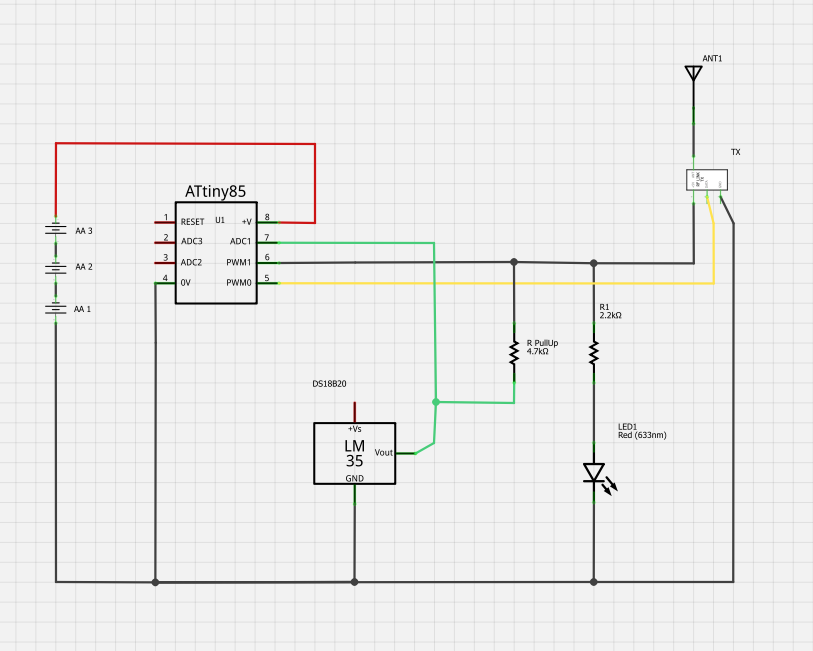 ANT1
TX
ATtiny85
1
RESET
U1
+V
8
2
ADC3
ADC1
7
3
ADC2
PWM1
6
4
0V
PWM0
5
AA 3
AA 2
AA 1
R1
2.2kΩ
R PullUp
4.7kΩ
DS18B20
+Vs
LM
35
Vout
GND
LED1
Red (633nm)